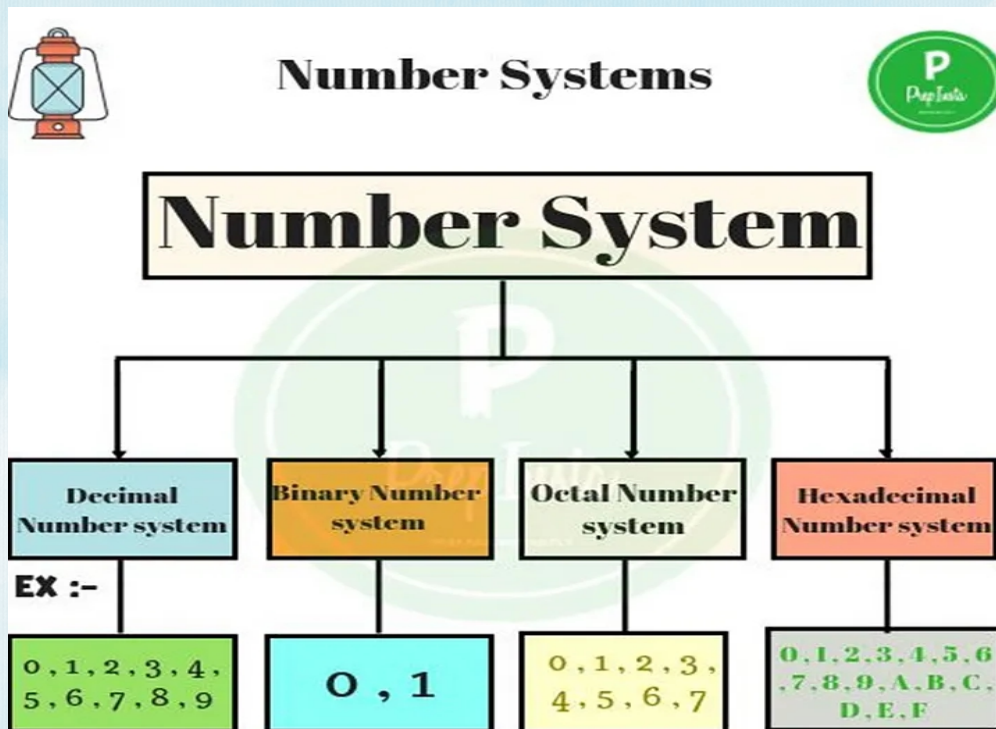 Number Systems
P
PrepInsta
Number System
P
PrepInsta
Decimal
Number system
Binary Number
system
Octal Number
system
Hexadecimal
Number system
EX :-
0 , 1 , 2 , 3 , 4 ,
5 , 6 , 7 , 8 , 9
0 , 1
0 , 1 , 2 , 3 ,
4 , 5 , 6 , 7
0 , 1 , 2 , 3 , 4 , 5 , 6
, 7 , 8 , 9 , A , B , C ,
D , E , F